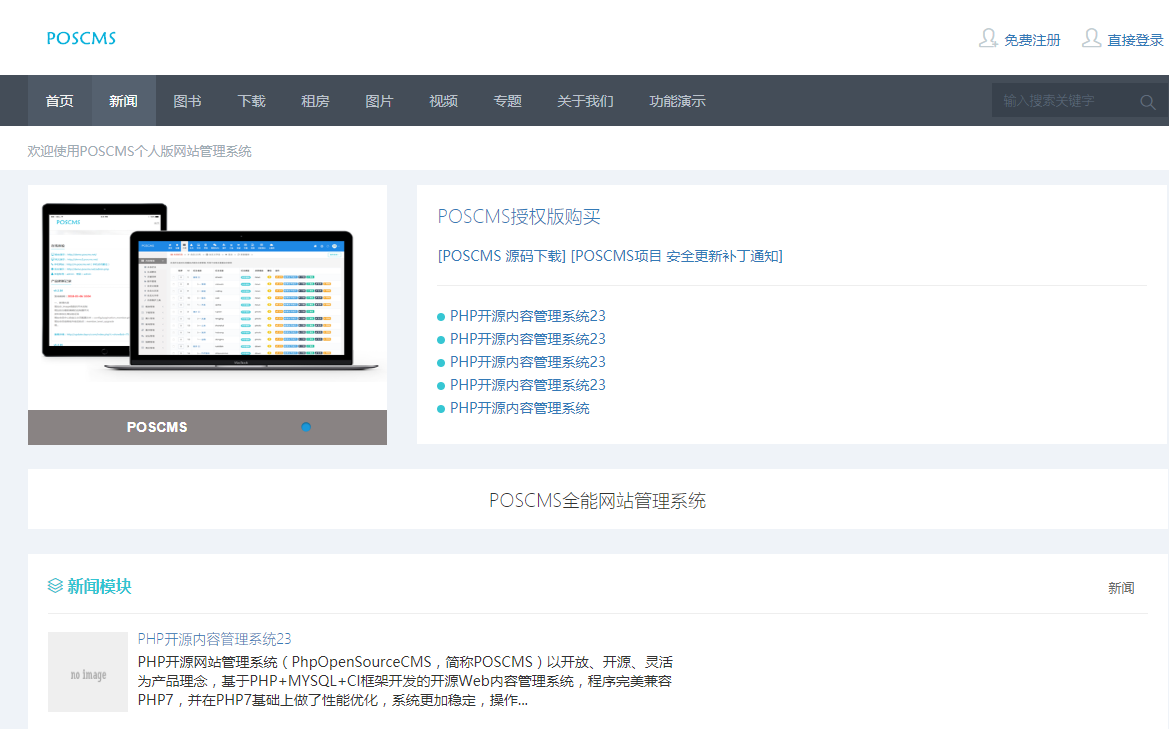 POSCMS
免费注册 直接登录
首页 新闻 图书 下载 租房 图片 视频 专题 关于我们 功能演示 输入搜索关键字
欢迎使用POSCMS个人版网站管理系统
POSCMS授权版购买
[POSCMS 源码下载] [POSCMS项目 安全更新补丁通知]
PHP开源内容管理系统23
PHP开源内容管理系统23
PHP开源内容管理系统23
PHP开源内容管理系统23
PHP开源内容管理系统
POSCMS
POSCMS
POSCMS全能网站管理系统
新闻模块 新闻
no image
PHP开源内容管理系统23
PHP开源网站管理系统（PhpOpenSourceCMS，简称POSCMS）以开放、开源、灵活
为产品理念，基于PHP+MYSQL+CI框架开发的开源Web内容管理系统，程序完美兼容
PHP7，并在PHP7基础上做了性能优化，系统更加稳定，操作...